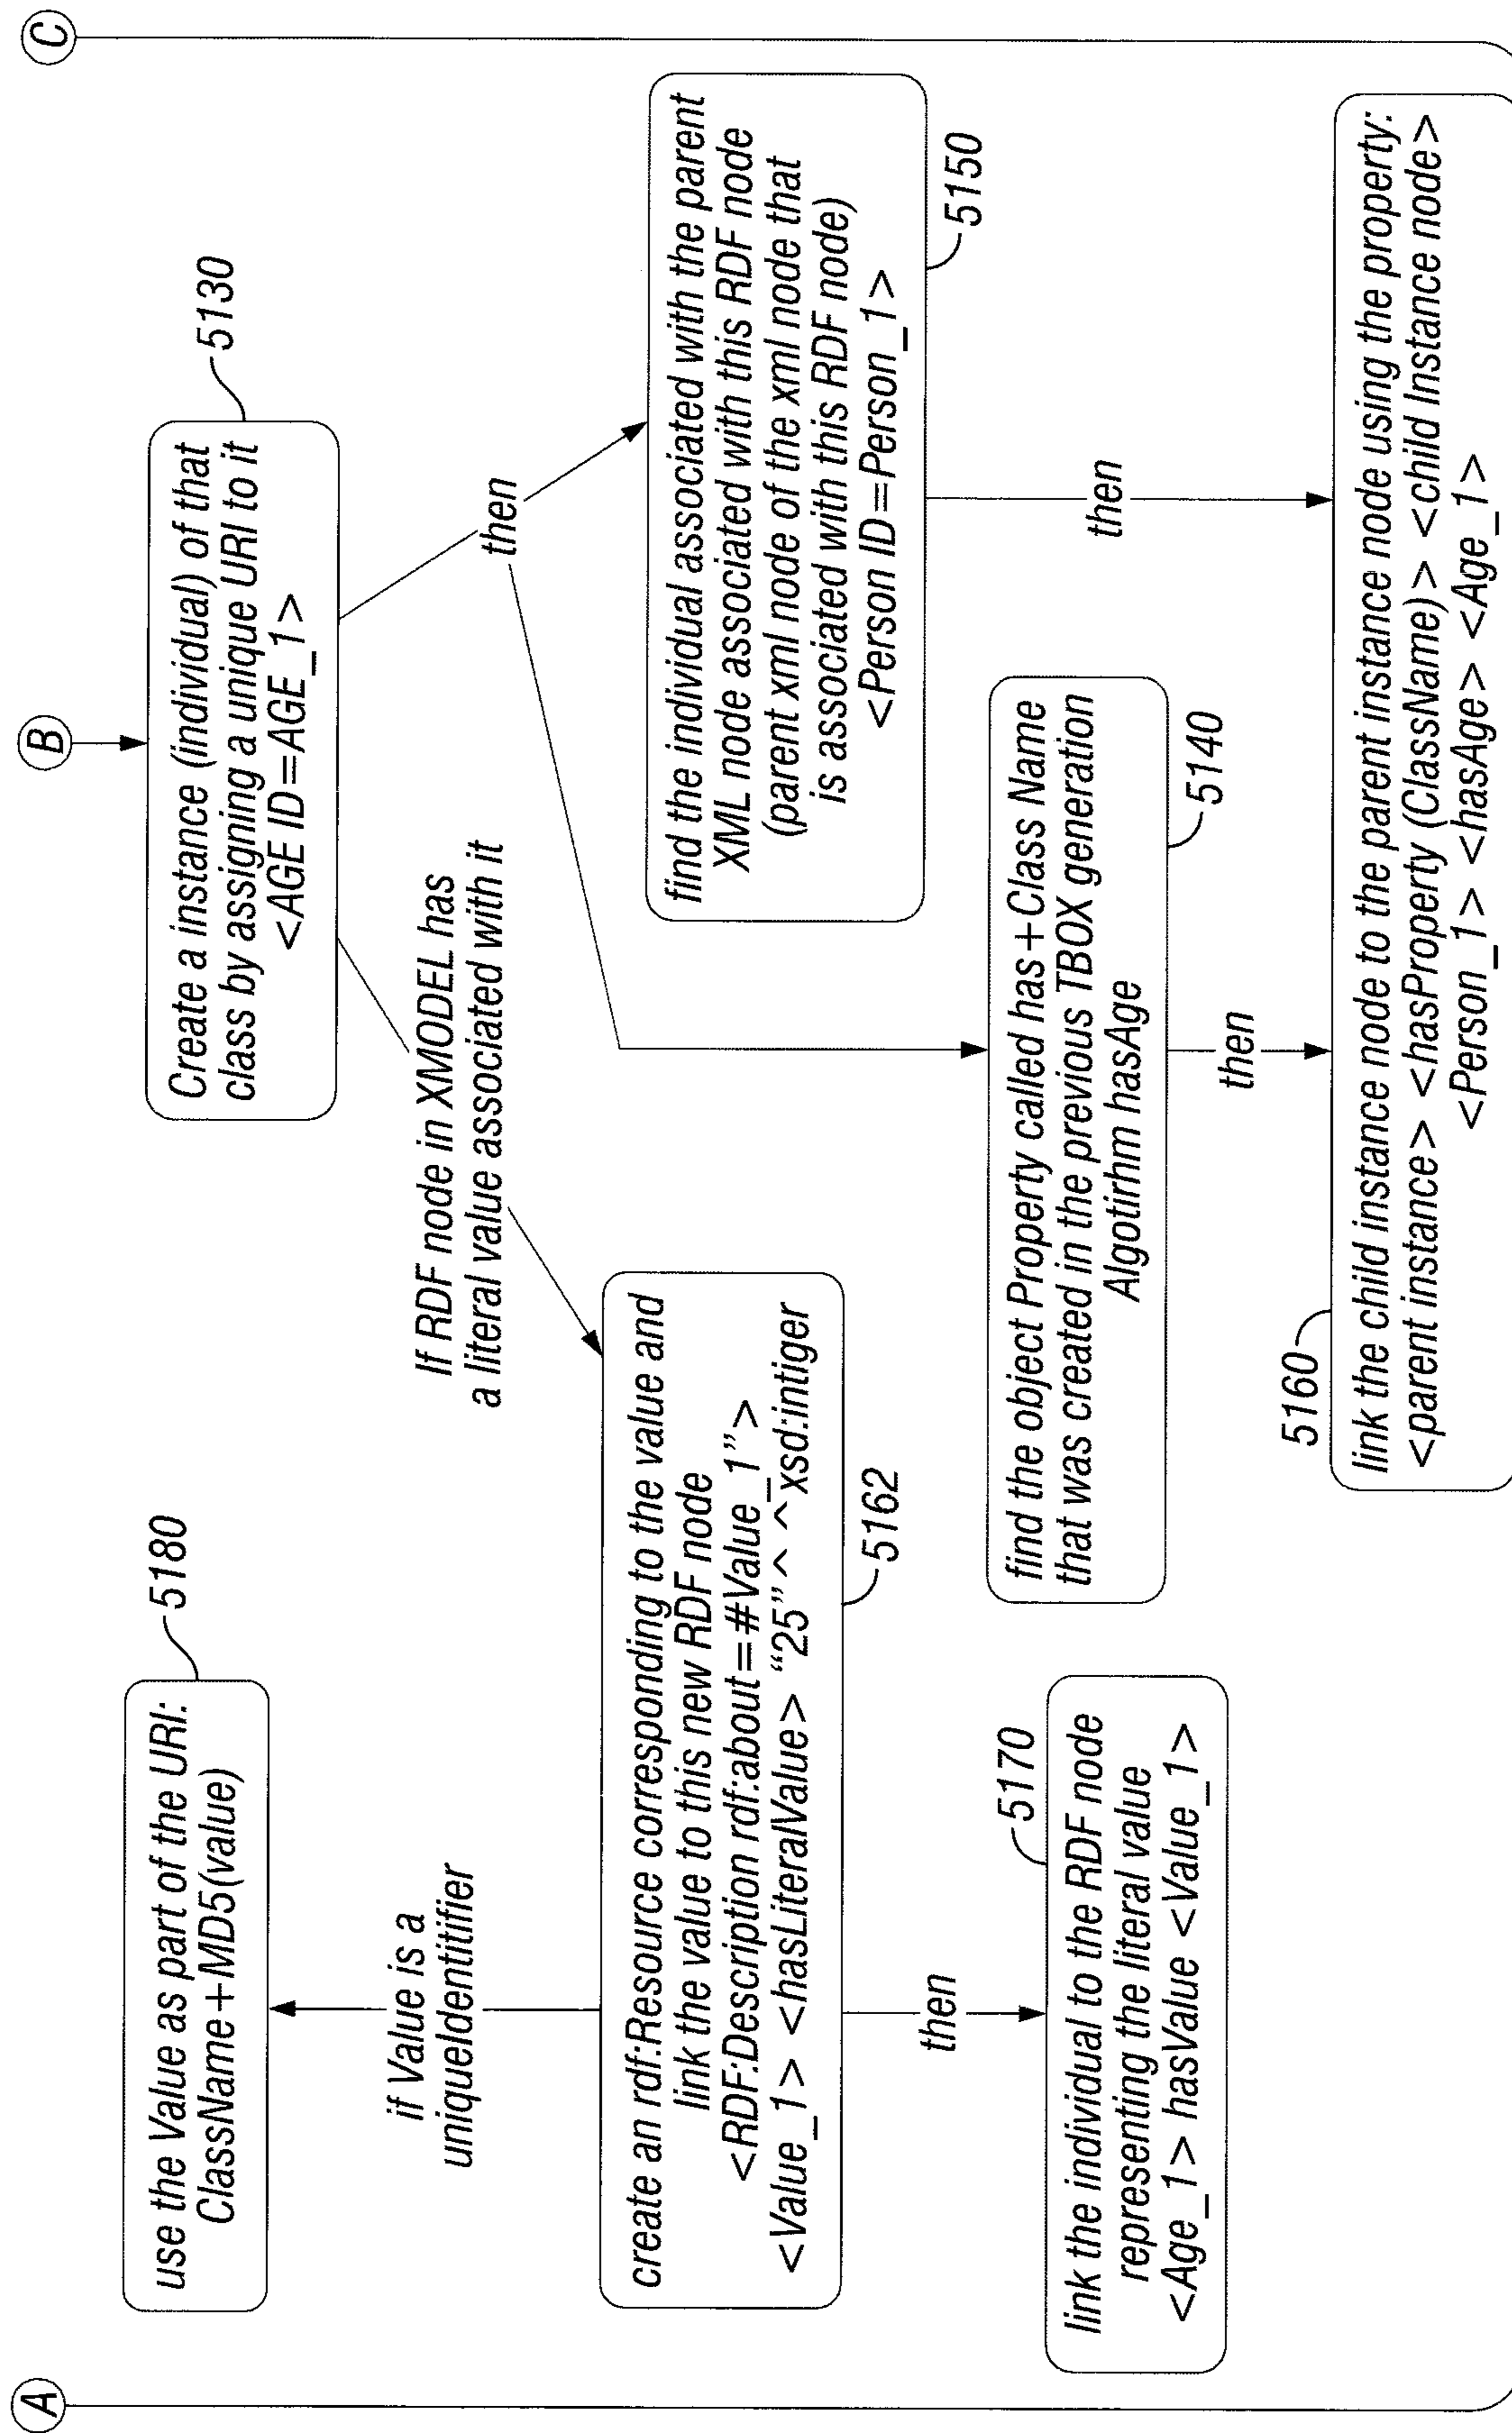 A
B
C
Create a instance (individual) of that
class by assigning a unique URI to it
<AGE ID=AGE_1>
5130
If RDF node in XMODEL has
a literal value associated with it
then
use the Value as part of the URI:
ClassName+MD5(value)
5180
if Value is a
uniqueIdentitifier
create an rdf:Resource corresponding to the value and
link the value to this new RDF node
<RDF:Description rdf:about=#Value_1”>
<Value_1> <hasLiteralValue> “25”^^xsd:intiger
5162
then
link the individual to the RDF node
representing the literal value
<Age_1> hasValue <Value_1>
5170
find the individual associated with the parent
XML node associated with this RDF node
(parent xml node of the xml node that
is associated with this RDF node)
<Person ID=Person_1>
5150
find the object Property called has+Class Name
that was created in the previous TBOX generation
Algotirhm hasAge
5140
then
then
5160
link the child instance node to the parent instance node using the property:
<parent instance> <hasProperty (ClassName)> <child Instance node>
<Person_1> <hasAge> <Age_1>